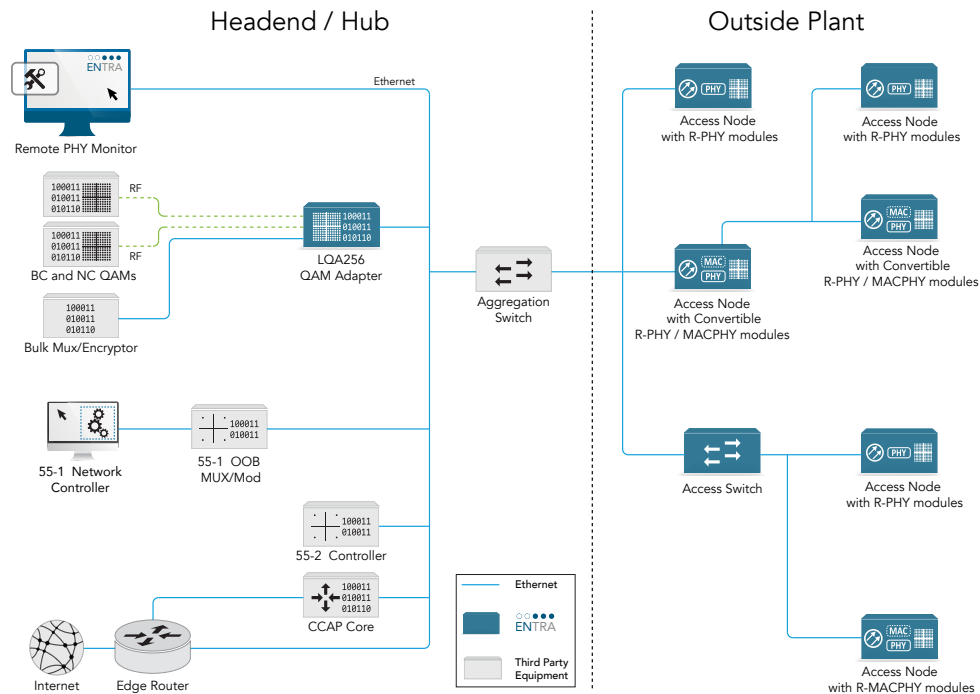 Headend / Hub
Outside Plant
ENTRA
Ethernet
Remote PHY Monitor
PHY
Access Node
with R-PHY modules
PHY
Access Node
with R-PHY modules
100011
010011
010110
RF
100011
010011
010110
RF
BC and NC QAMs
100011
010011
010110
LQA256
QAM Adapter
100011
010011
010110
Bulk Mux/Encryptor
Aggregation
Switch
MAC
PHY
Access Node
with Convertible
R-PHY / MACPHY modules
MAC
PHY
Access Node
with Convertible
R-PHY / MACPHY modules
55-1 Network
Controller
100011
010011
55-1 OOB
MUX/Mod
Access Switch
PHY
Access Node
with R-PHY modules
100011
010011
55-2 Controller
100011
010011
010110
CCAP Core
Internet
Edge Router
Ethernet
ENTRA
Third Party
Equipment
MAC
PHY
Access Node
with R-MACPHY modules